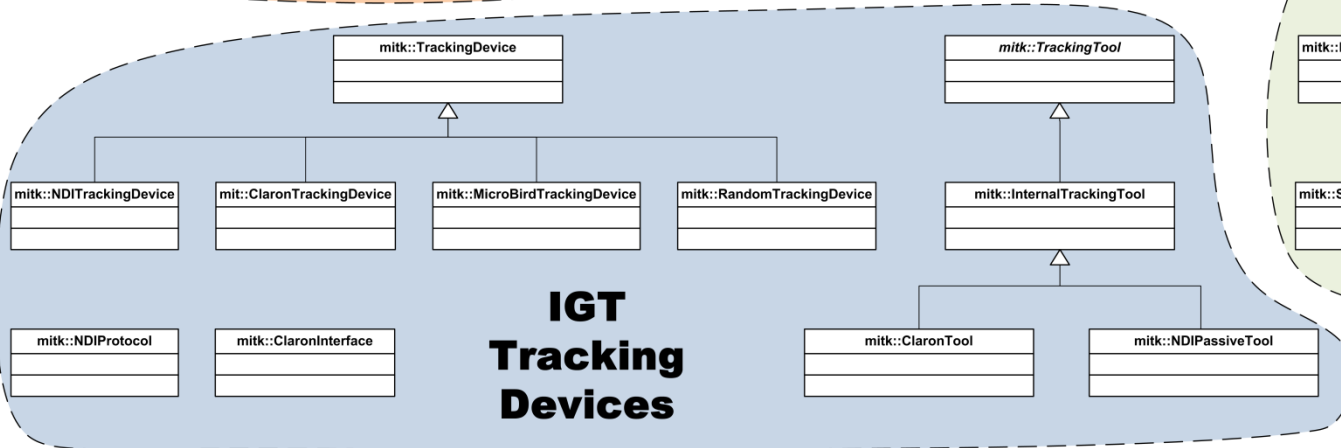 mitk::TrackingDevice
mitk::TrackingTool
mitk::NDITrackingDevice
mit::ClaronTrackingDevice
mitk::MicroBirdTrackingDevice
mitk::RandomTrackingDevice
mitk::InternalTrackingTool
IGT
Tracking
Devices
mitk::NDIProtocol
mitk::ClaronInterface
mitk::ClaronTool
mitk::NDIPassiveTool